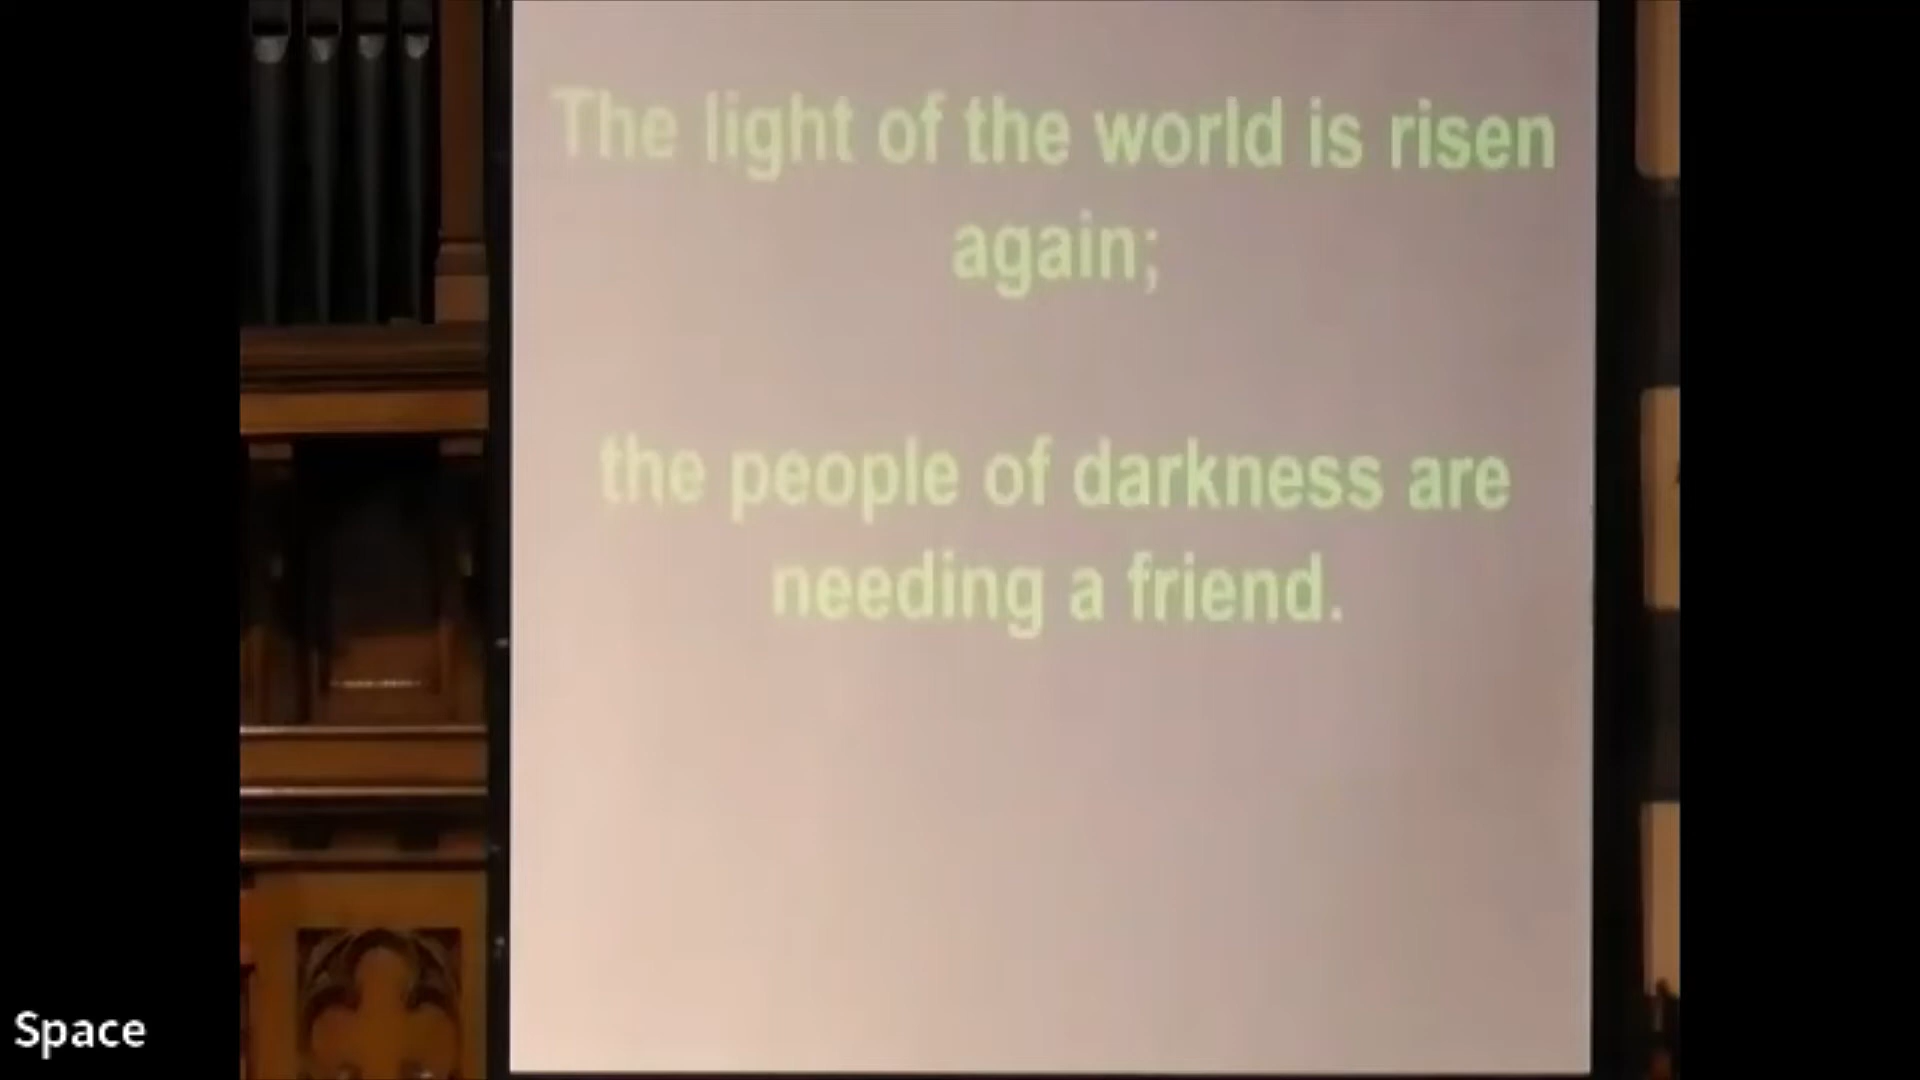 The light of the world is risen
again;
the people of darkness are
needing a friend.
Space